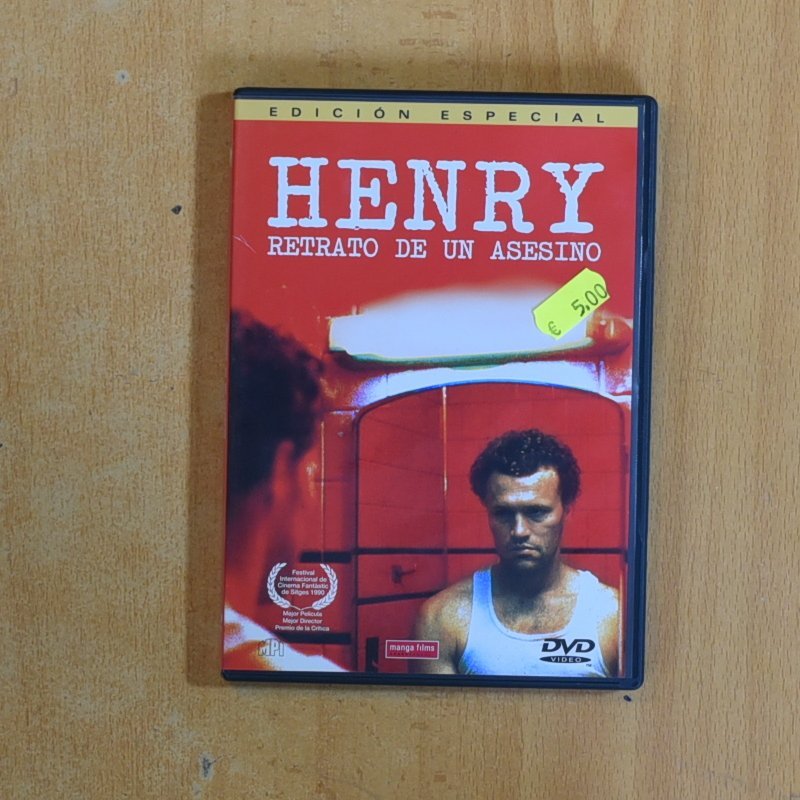 EDICIÓN ESPECIAL
HENRY
RETRATO DE UN ASESINO
€ 5,00
Festival
Internacional de
Cinema Fantàstic
de Sitges 1990
Mejor Película
Mejor Director
Premio de la Crítica
MPI
manga films
DVD
VIDEO
TM